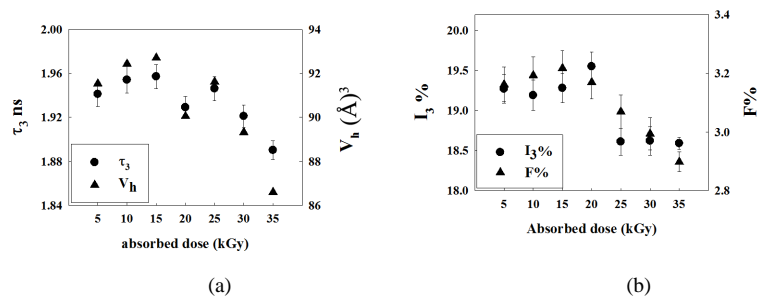 2.00
1.96
1.92
1.88
1.84
τ₃ ns
94
92
90
88
86
Vₕ (Å)³
τ₃
Vₕ
5 10 15 20 25 30 35
absorbed dose (kGy)
(a)
20.0
19.5
19.0
18.5
18.0
I₃%
3.4
3.2
3.0
2.8
F%
I₃%
F%
5 10 15 20 25 30 35
Absorbed dose (kGy)
(b)